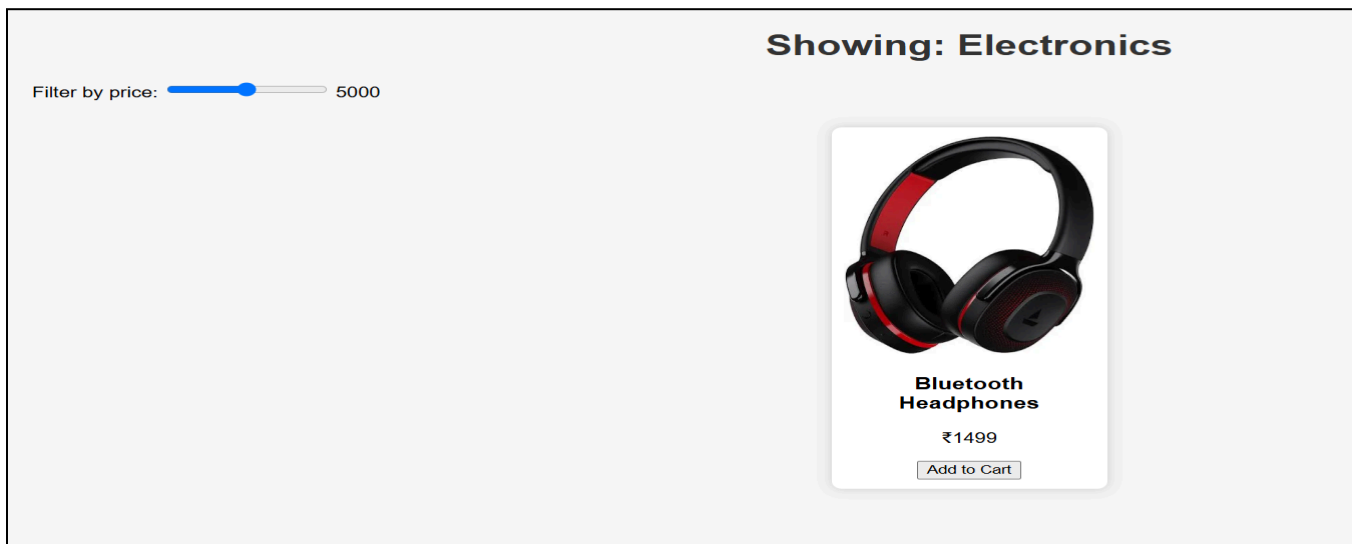 Showing: Electronics
Filter by price: 5000
Bluetooth
Headphones
₹1499
Add to Cart